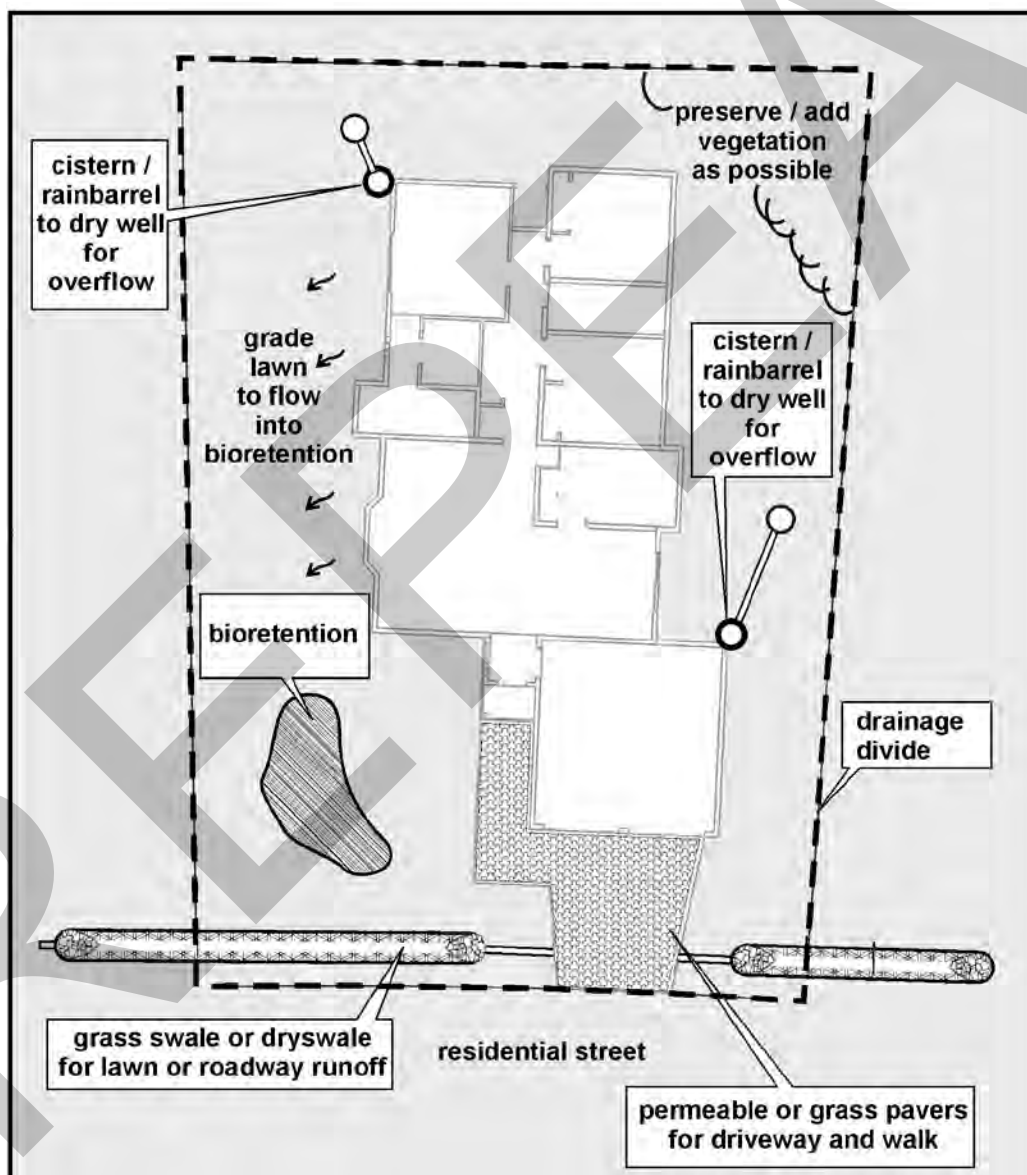 preserve / add
vegetation
as possible
cistern /
rainbarrel
to dry well
for
overflow
grade
lawn
to flow
into
bioretention
cistern /
rainbarrel
to dry well
for
overflow
bioretention
drainage
divide
grass swale or dryswale
for lawn or roadway runoff
residential street
permeable or grass pavers
for driveway and walk